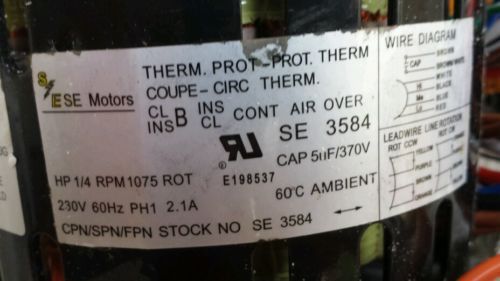 ESE Motors
THERM. PROT-PROT. THERM
COUPE-CIRC THERM.
CL B INS CONT AIR OVER
INS CL
SE 3584
CAP 5uF/370V
E198537
HP 1/4 RPM 1075 ROT
60°C AMBIENT
230V 60Hz PH1 2.1A
CPN/SPN/FPN STOCK NO SE 3584
WIRE DIAGRAM
CAP
BROWN
BROWN/WHITE
WHITE
Hi BLACK
Me BLUE
Lo RED
LEADWIRE LINE ROTATION
ROT CCW ROT CW
YELLOW
PURPLE
BROWN
ORANGE